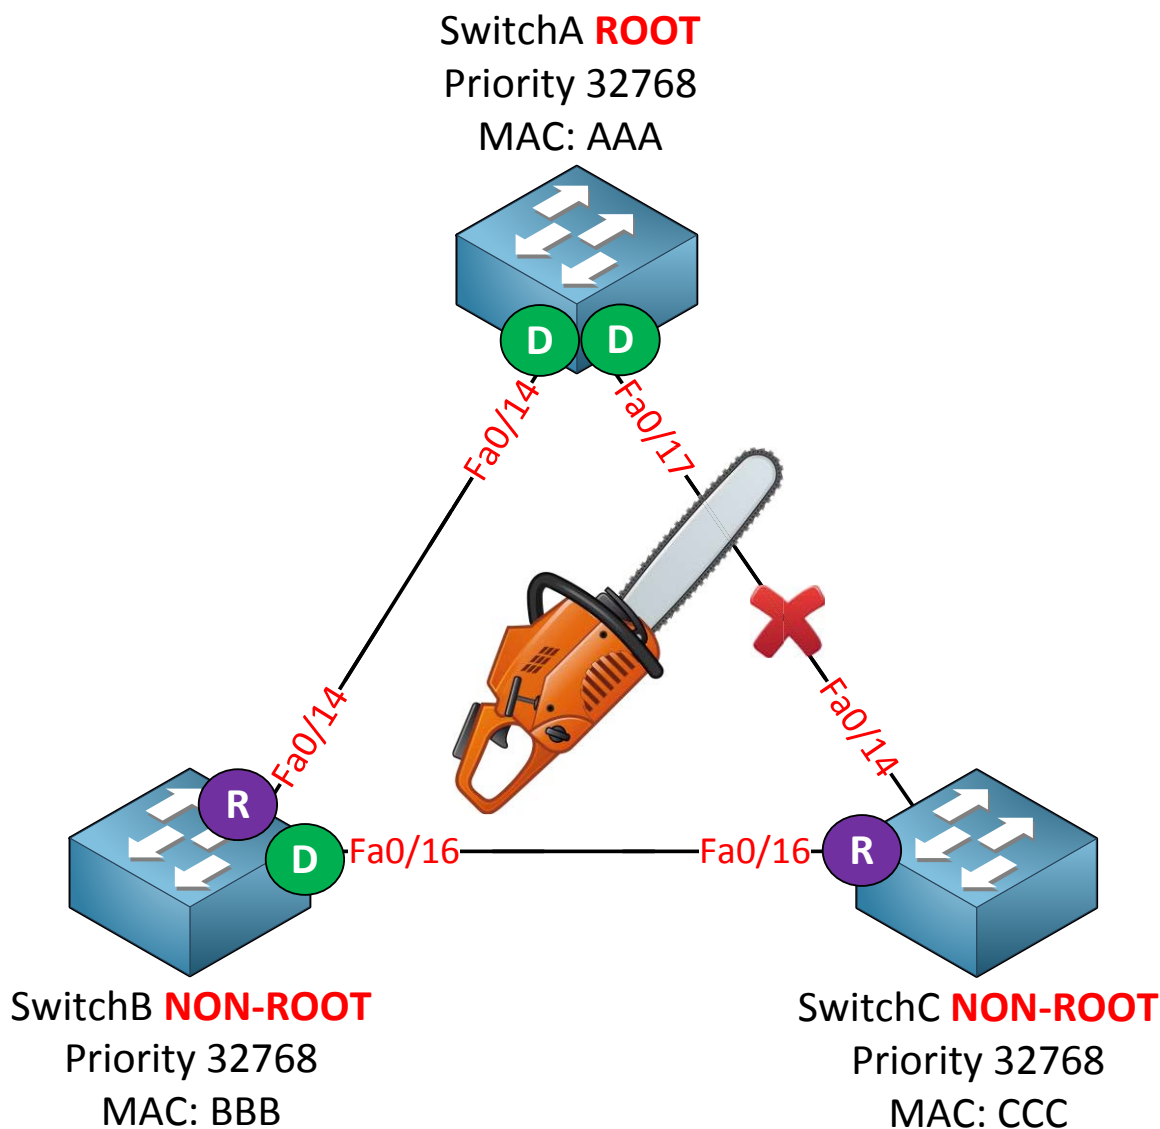 SwitchA ROOT
Priority 32768
MAC: AAA
D
D
Fa0/14
Fa0/17
Fa0/14
Fa0/14
R
D
Fa0/16
Fa0/16
R
SwitchB NON-ROOT
Priority 32768
MAC: BBB
SwitchC NON-ROOT
Priority 32768
MAC: CCC